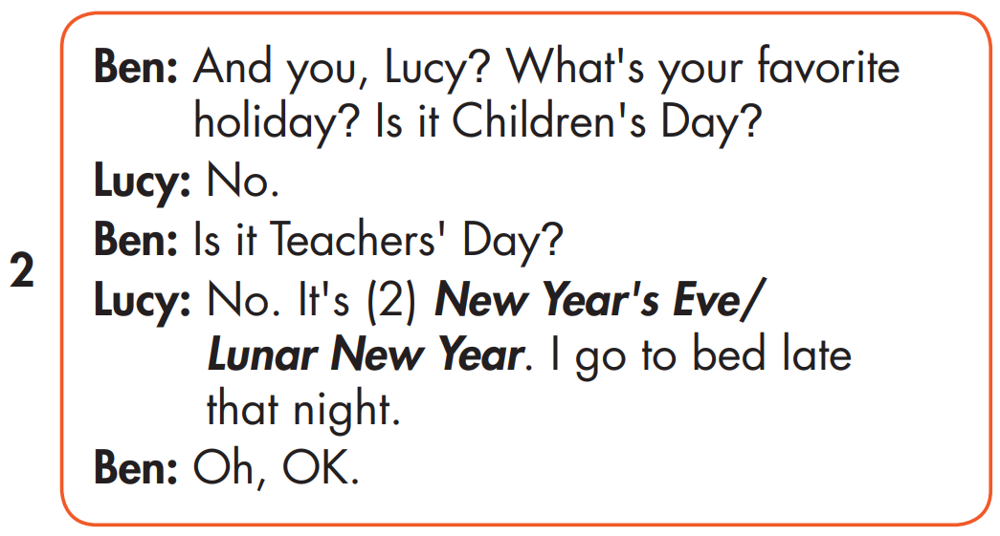 Ben: And you, Lucy? What's your favorite
holiday? Is it Children's Day?
Lucy: No.
Ben: Is it Teachers' Day?
2
Lucy: No. It's (2) New Year's Eve/
Lunar New Year. I go to bed late
that night.
Ben: Oh, OK.